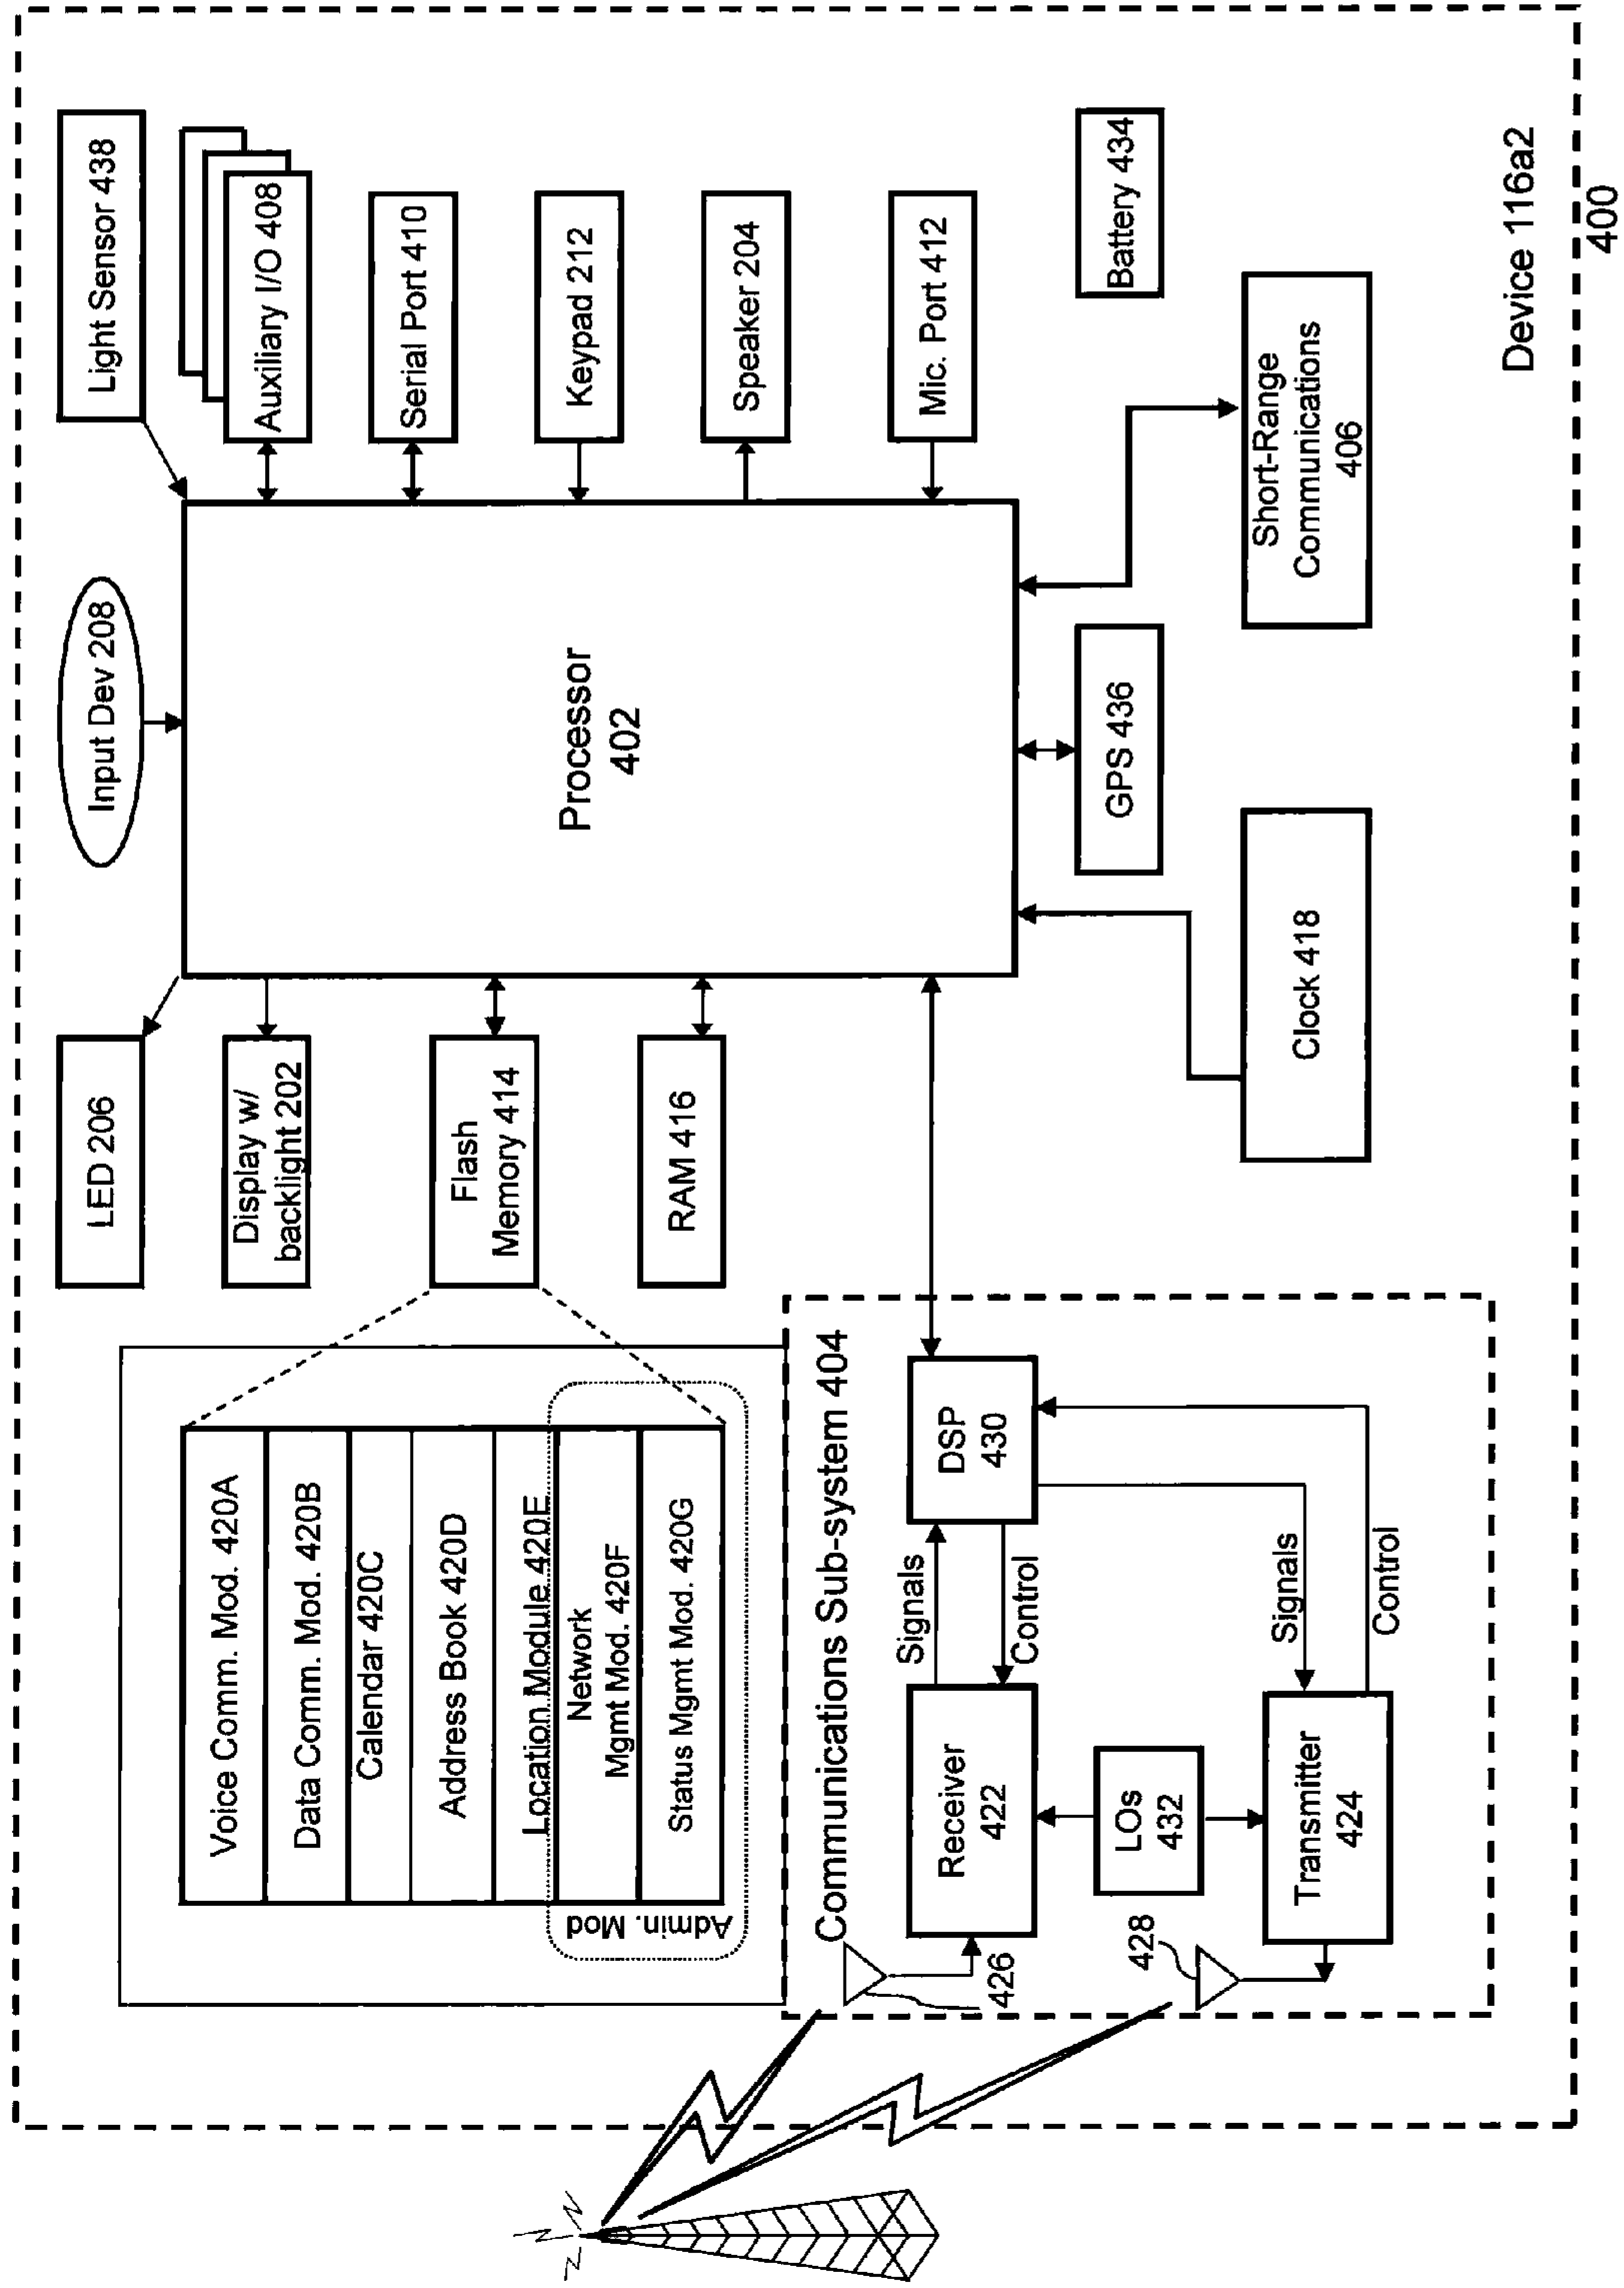 LED 206
Input Dev 208
Light Sensor 438
Display w/
backlight 202
Auxiliary I/O 408
Flash
Memory 414
Serial Port 410
Processor
402
Keypad 212
RAM 416
Speaker 204
Mic. Port 412
Voice Comm. Mod. 420A
Data Comm. Mod. 420B
Calendar 420C
Address Book 420D
Location Module 420E
Network
Mgmt Mod. 420F
Status Mgmt Mod. 420G
Admin. Mod
Communications Sub-system 404
Receiver
422
Signals
Control
DSP
430
426
LOs
432
428
Transmitter
424
Signals
Control
GPS 436
Battery 434
Clock 418
Short-Range
Communications
406
Device 116a2
400